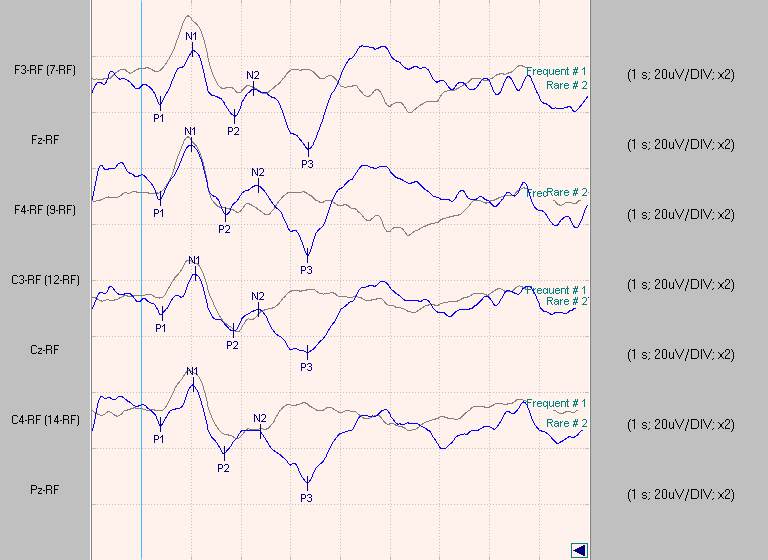 N1
F3-RF (7-RF)
N2
Frequent # 1
(1 s; 20uV/DIV; x2)
Rare # 2
P1
P2
N1
Fz-RF
(1 s; 20uV/DIV; x2)
P3
N2
Rare # 2
P1
F4-RF (9-RF)
(1 s; 20uV/DIV; x2)
P2
N1
P3
C3-RF (12-RF)
(1 s; 20uV/DIV; x2)
N2
Frequent # 1
Rare # 2
P1
P2
Cz-RF
(1 s; 20uV/DIV; x2)
P3
N1
Frequent # 1
N2
C4-RF (14-RF)
Rare # 2
(1 s; 20uV/DIV; x2)
P1
P2
Pz-RF
P3
(1 s; 20uV/DIV; x2)